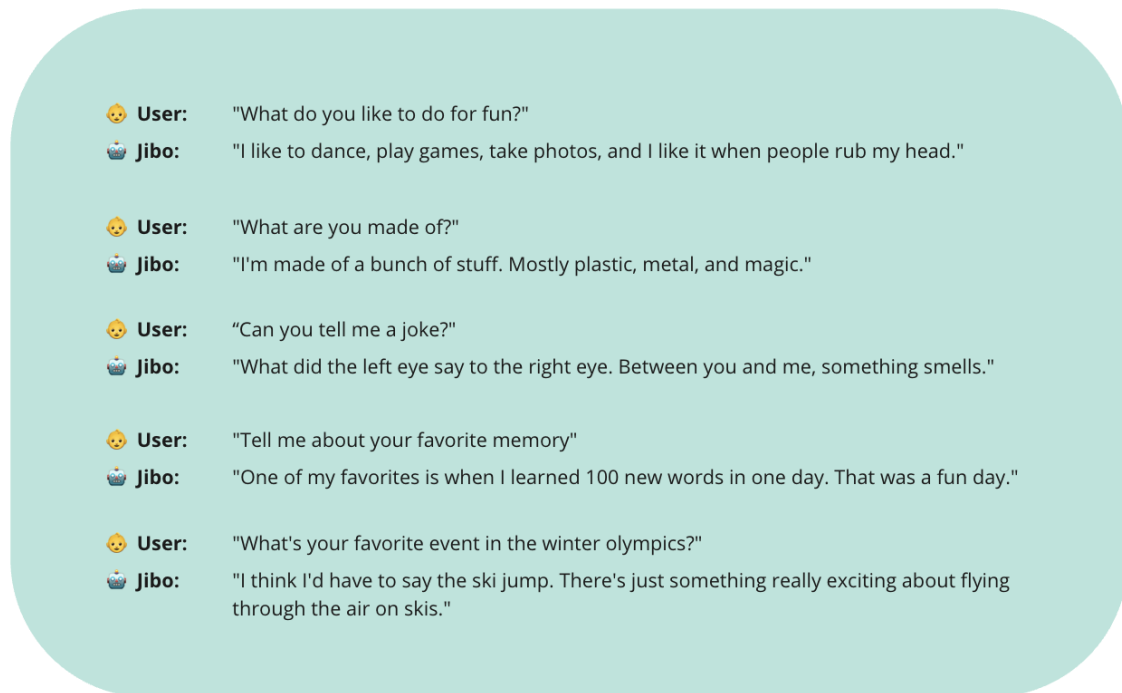 User: "What do you like to do for fun?"
Jibo: "I like to dance, play games, take photos, and I like it when people rub my head."
User: "What are you made of?"
Jibo: "I'm made of a bunch of stuff. Mostly plastic, metal, and magic."
User: “Can you tell me a joke?"
Jibo: "What did the left eye say to the right eye. Between you and me, something smells."
User: "Tell me about your favorite memory"
Jibo: "One of my favorites is when I learned 100 new words in one day. That was a fun day."
User: "What's your favorite event in the winter olympics?"
Jibo: "I think I'd have to say the ski jump. There's just something really exciting about flying
through the air on skis."